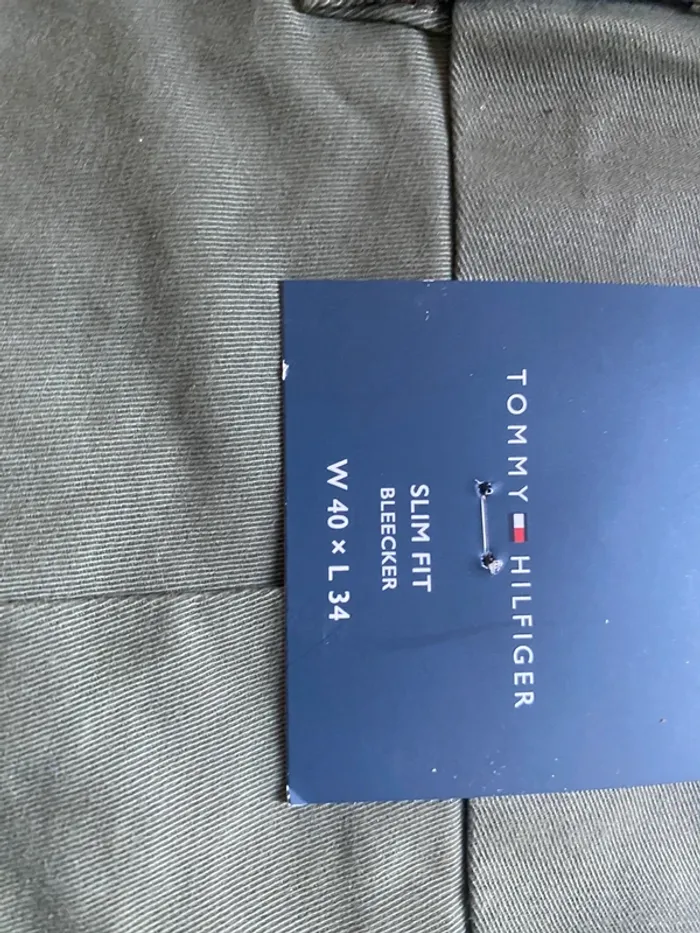 TOMMY HILFIGER
SLIM FIT
BLEECKER
W 40 × L 34